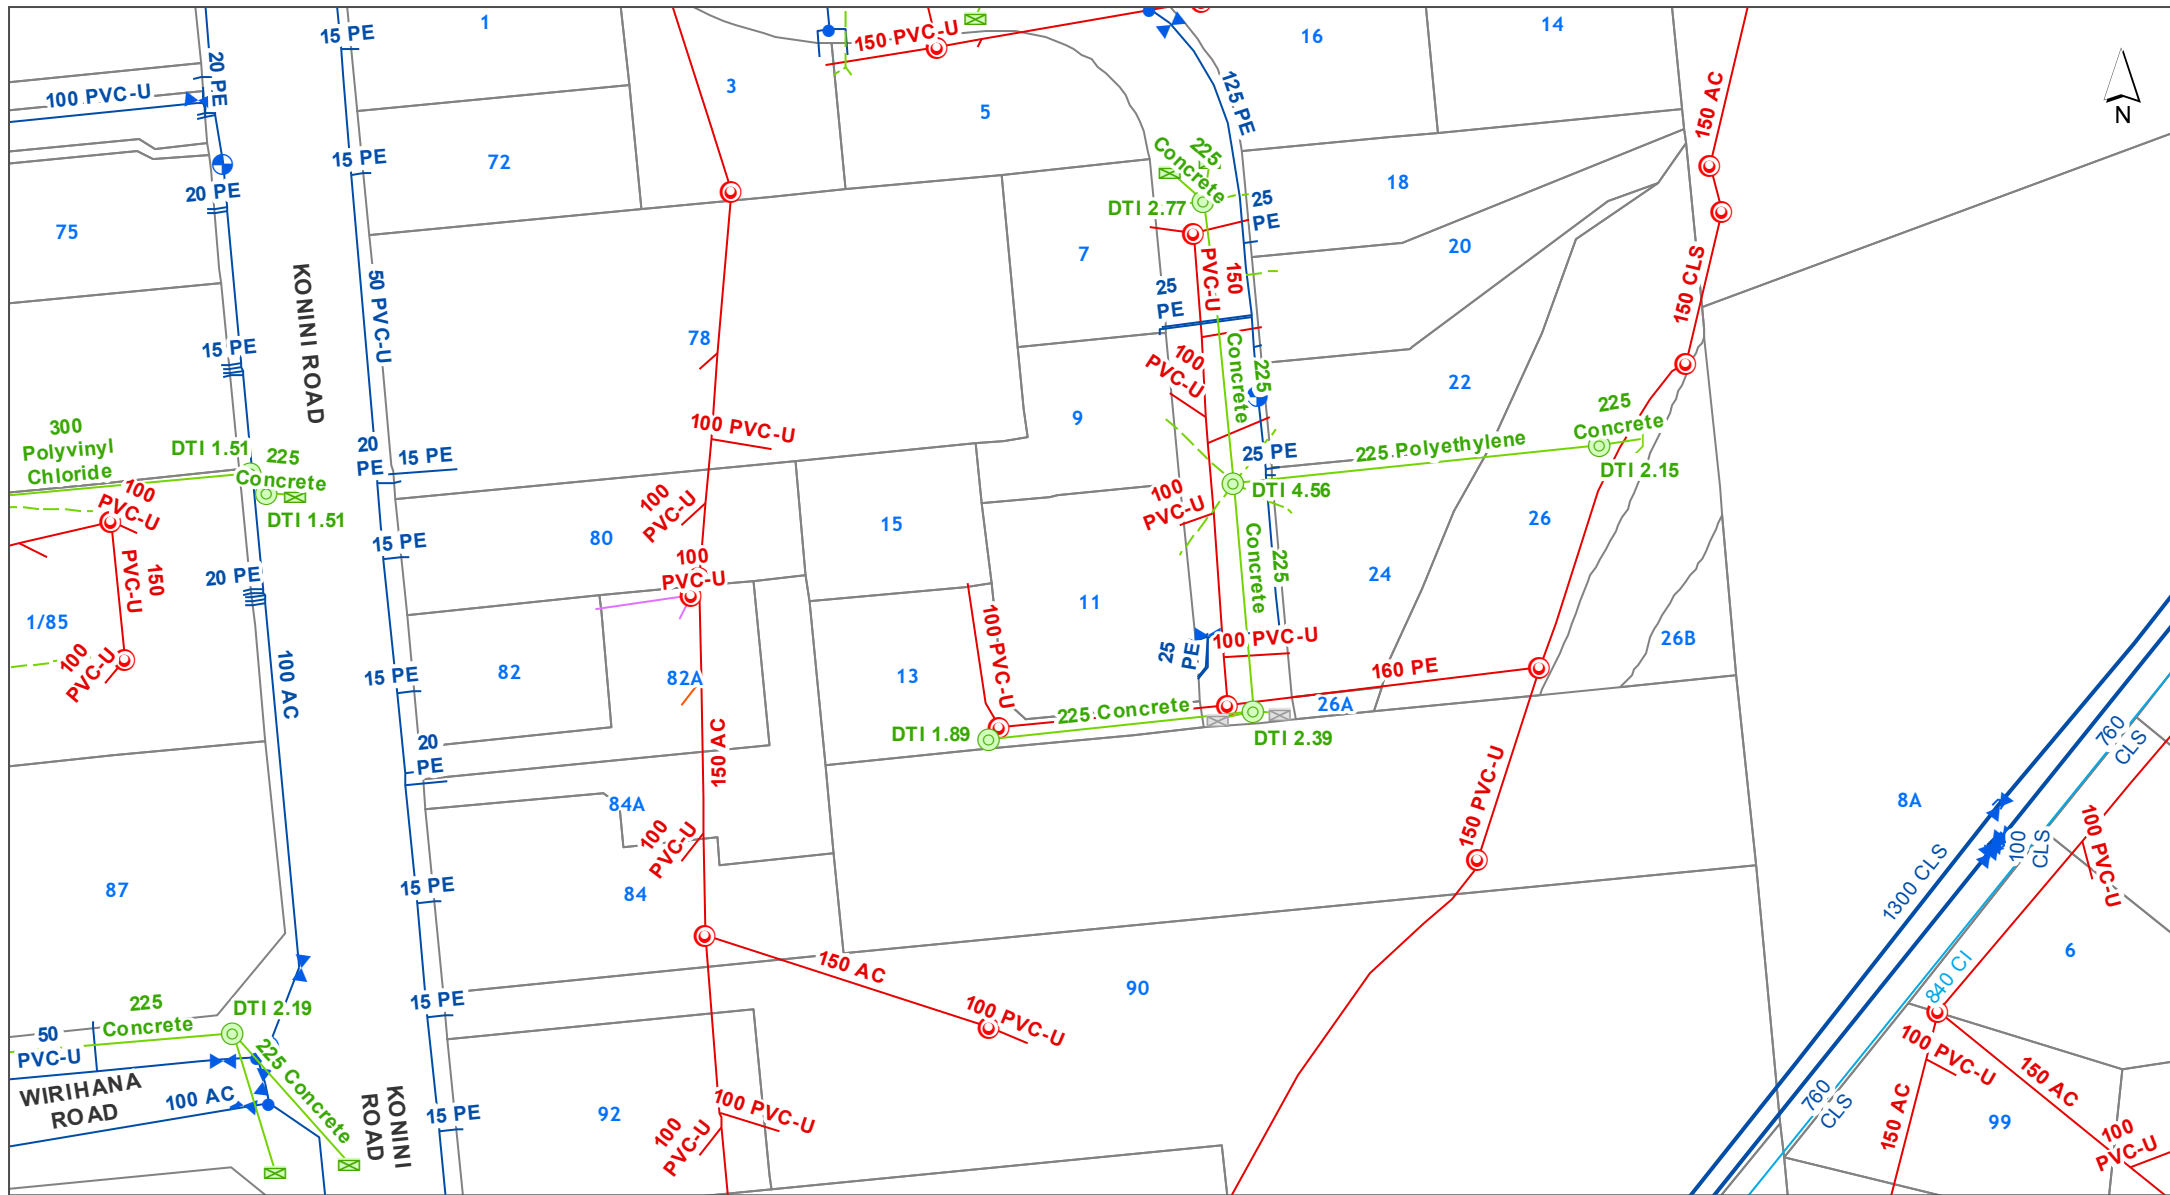 1
15 PE
20 PE
100 PVC-U
150 PVC-U
16
14
3
5
125 PE
150 AC
N
15 PE
72
225
Concrete
18
20 PE
DTI 2.77
25
PE
75
7
20
KONINI ROAD
50 PVC-U
PVC-U
150
150 CLS
25
PE
15 PE
78
100
PVC-U
Concrete
225
22
9
300
Polyvinyl
Chloride
DTI 1.51
225
Concrete
20
PE
15 PE
100 PVC-U
25 PE
225 Polyethylene
225
Concrete
DTI 2.15
100
PVC-U
DTI 1.51
100
PVC-U
15
100
PVC-U
DTI 4.56
26
15 PE
80
PVC-U
150
20 PE
100
PVC-U
Concrete
225
24
1/85
100
PVC-U
11
100 PVC-U
25
PE
100 PVC-U
26B
100 AC
15 PE
82
82A
13
160 PE
26A
225 Concrete
DTI 1.89
DTI 2.39
20
PE
150 AC
150 PVC-U
760
CLS
84A
8A
100
PVC-U
100
CLS
100 PVC-U
1300 CLS
87
15 PE
84
6
150 AC
840 CI
90
225
Concrete
DTI 2.19
15 PE
100 PVC-U
50
PVC-U
225 Concrete
100 PVC-U
150 AC
WIRIHANA
ROAD
100 AC
KONINI
ROAD
15 PE
92
100 PVC-U
100
PVC-U
760
CLS
150 AC
99
100
PVC-U